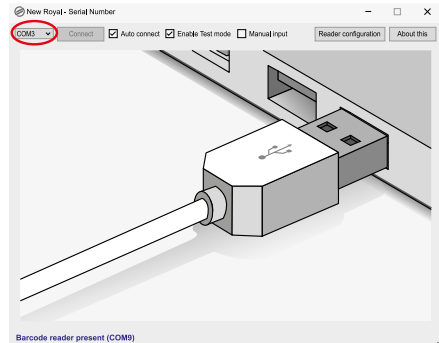 New Royal - Serial Number
COM3 Connect Auto connect Enable Test mode Manual input Reader configuration About this
Barcode reader present (COM9)